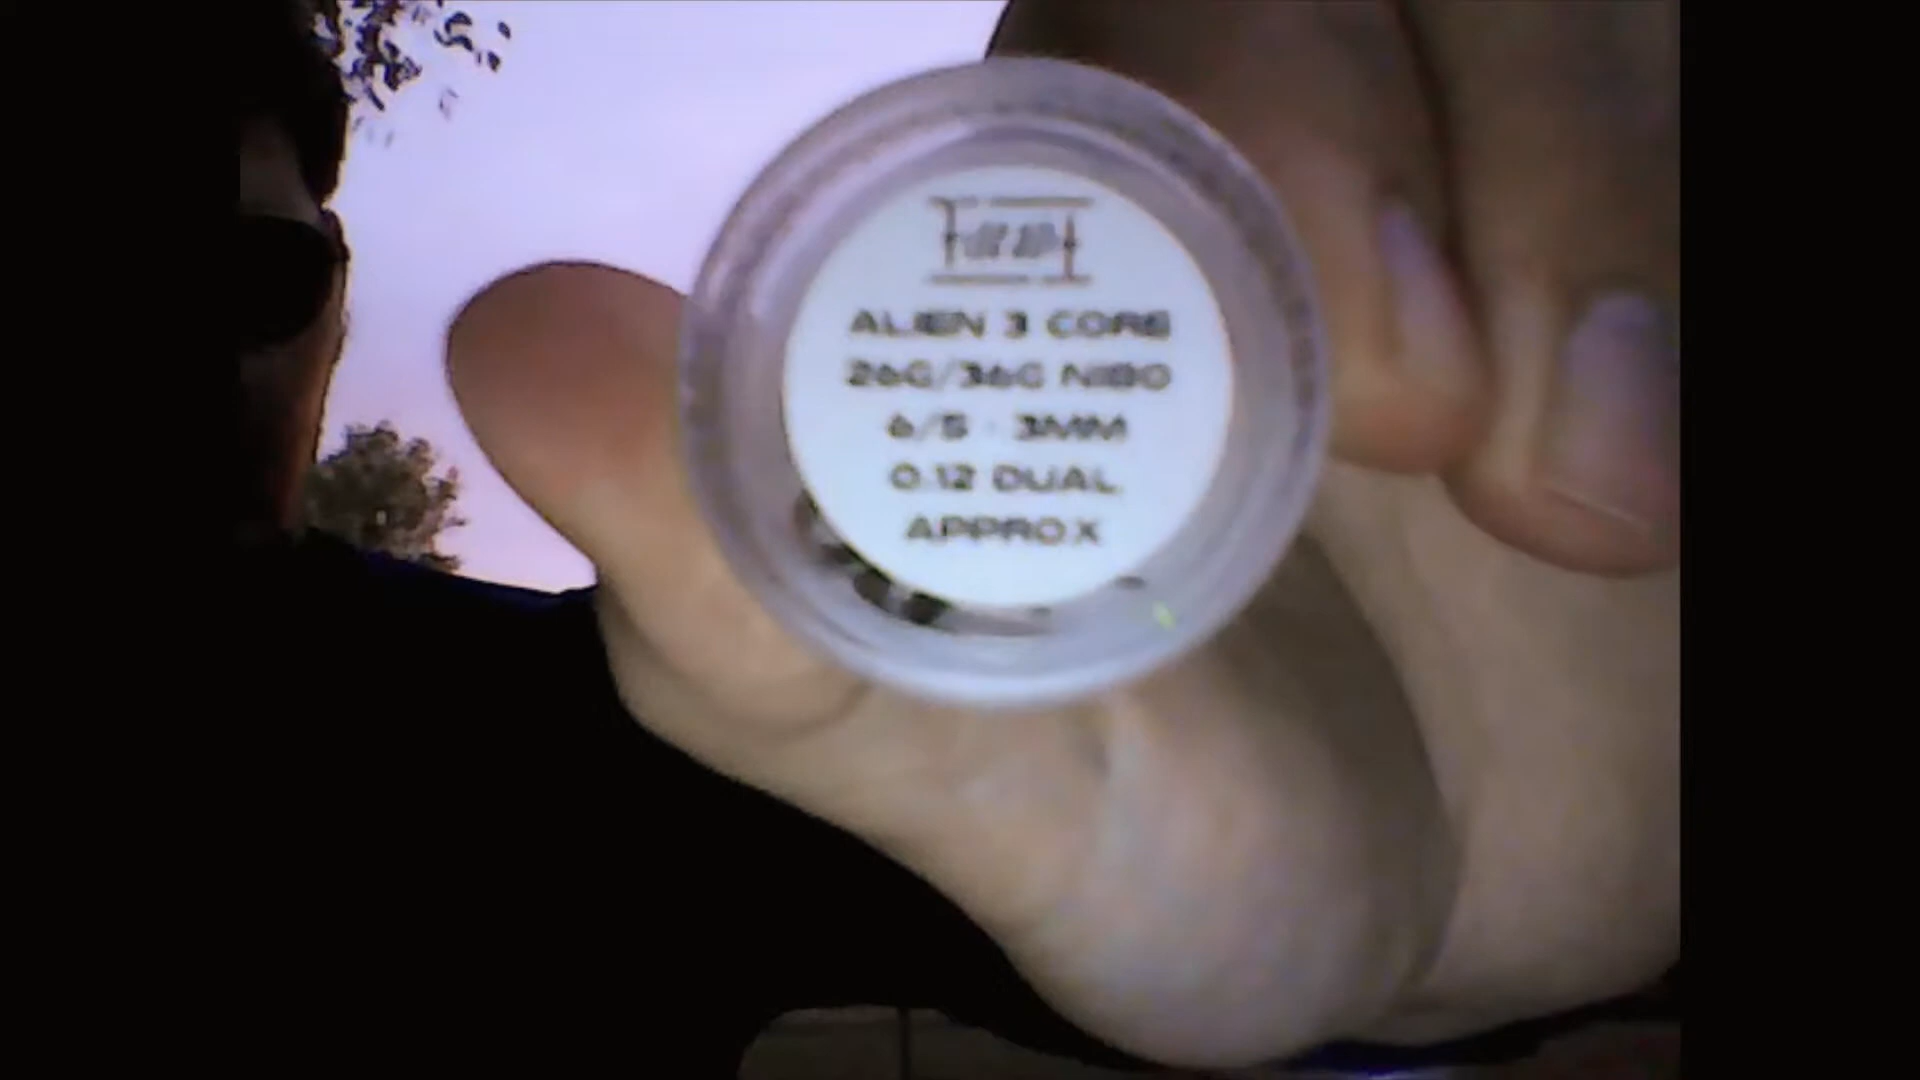 ALIEN 3 CORE
26G/36G NI80
6/5 - 3MM
0.12 DUAL
APPROX